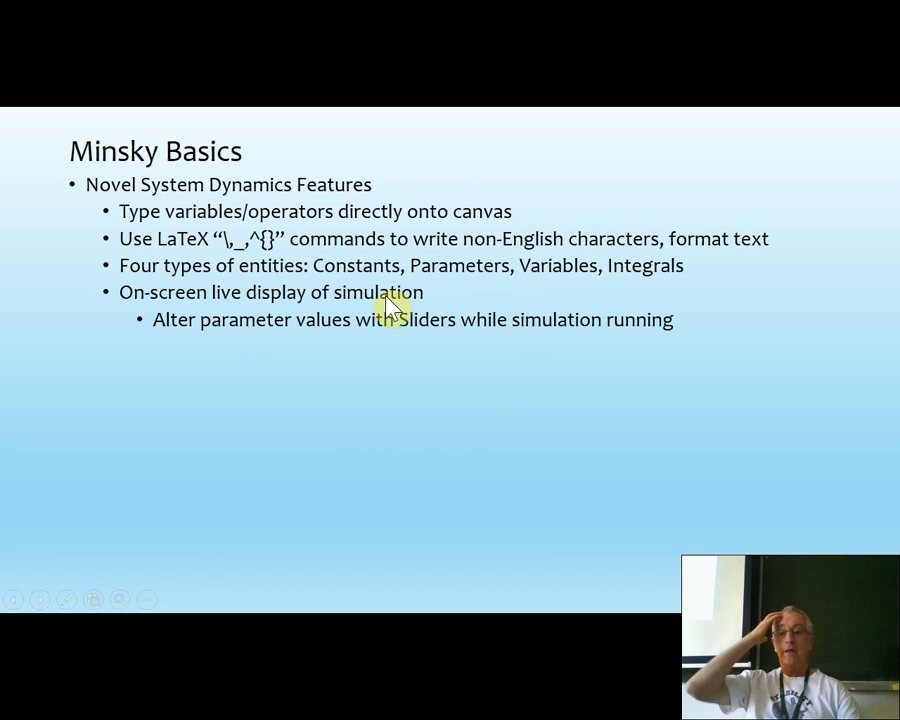 Minsky Basics
• Novel System Dynamics Features
• Type variables/operators directly onto canvas
• Use LaTeX “\,_,^{}” commands to write non-English characters, format text
• Four types of entities: Constants, Parameters, Variables, Integrals
• On-screen live display of simulation
• Alter parameter values with Sliders while simulation running